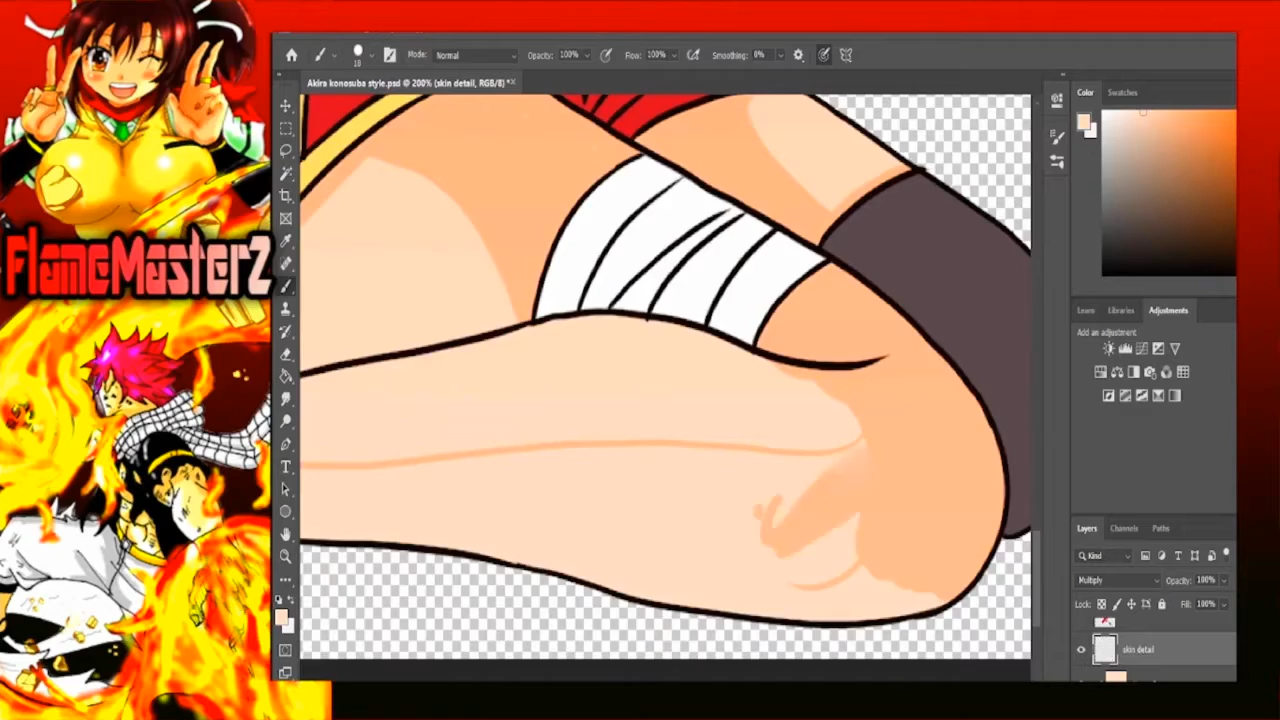 FlameMasterZ
Mode: Normal Opacity: 100% Flow: 100% Smoothing: 0%
10
Akira konosuba style.psd @ 200% (skin detail, RGB/8) *
Color Swatches
Learn Libraries Adjustments
Add an adjustment
Layers Channels Paths
Kind
Multiply Opacity: 100%
Lock: Fill: 100%
skin detail